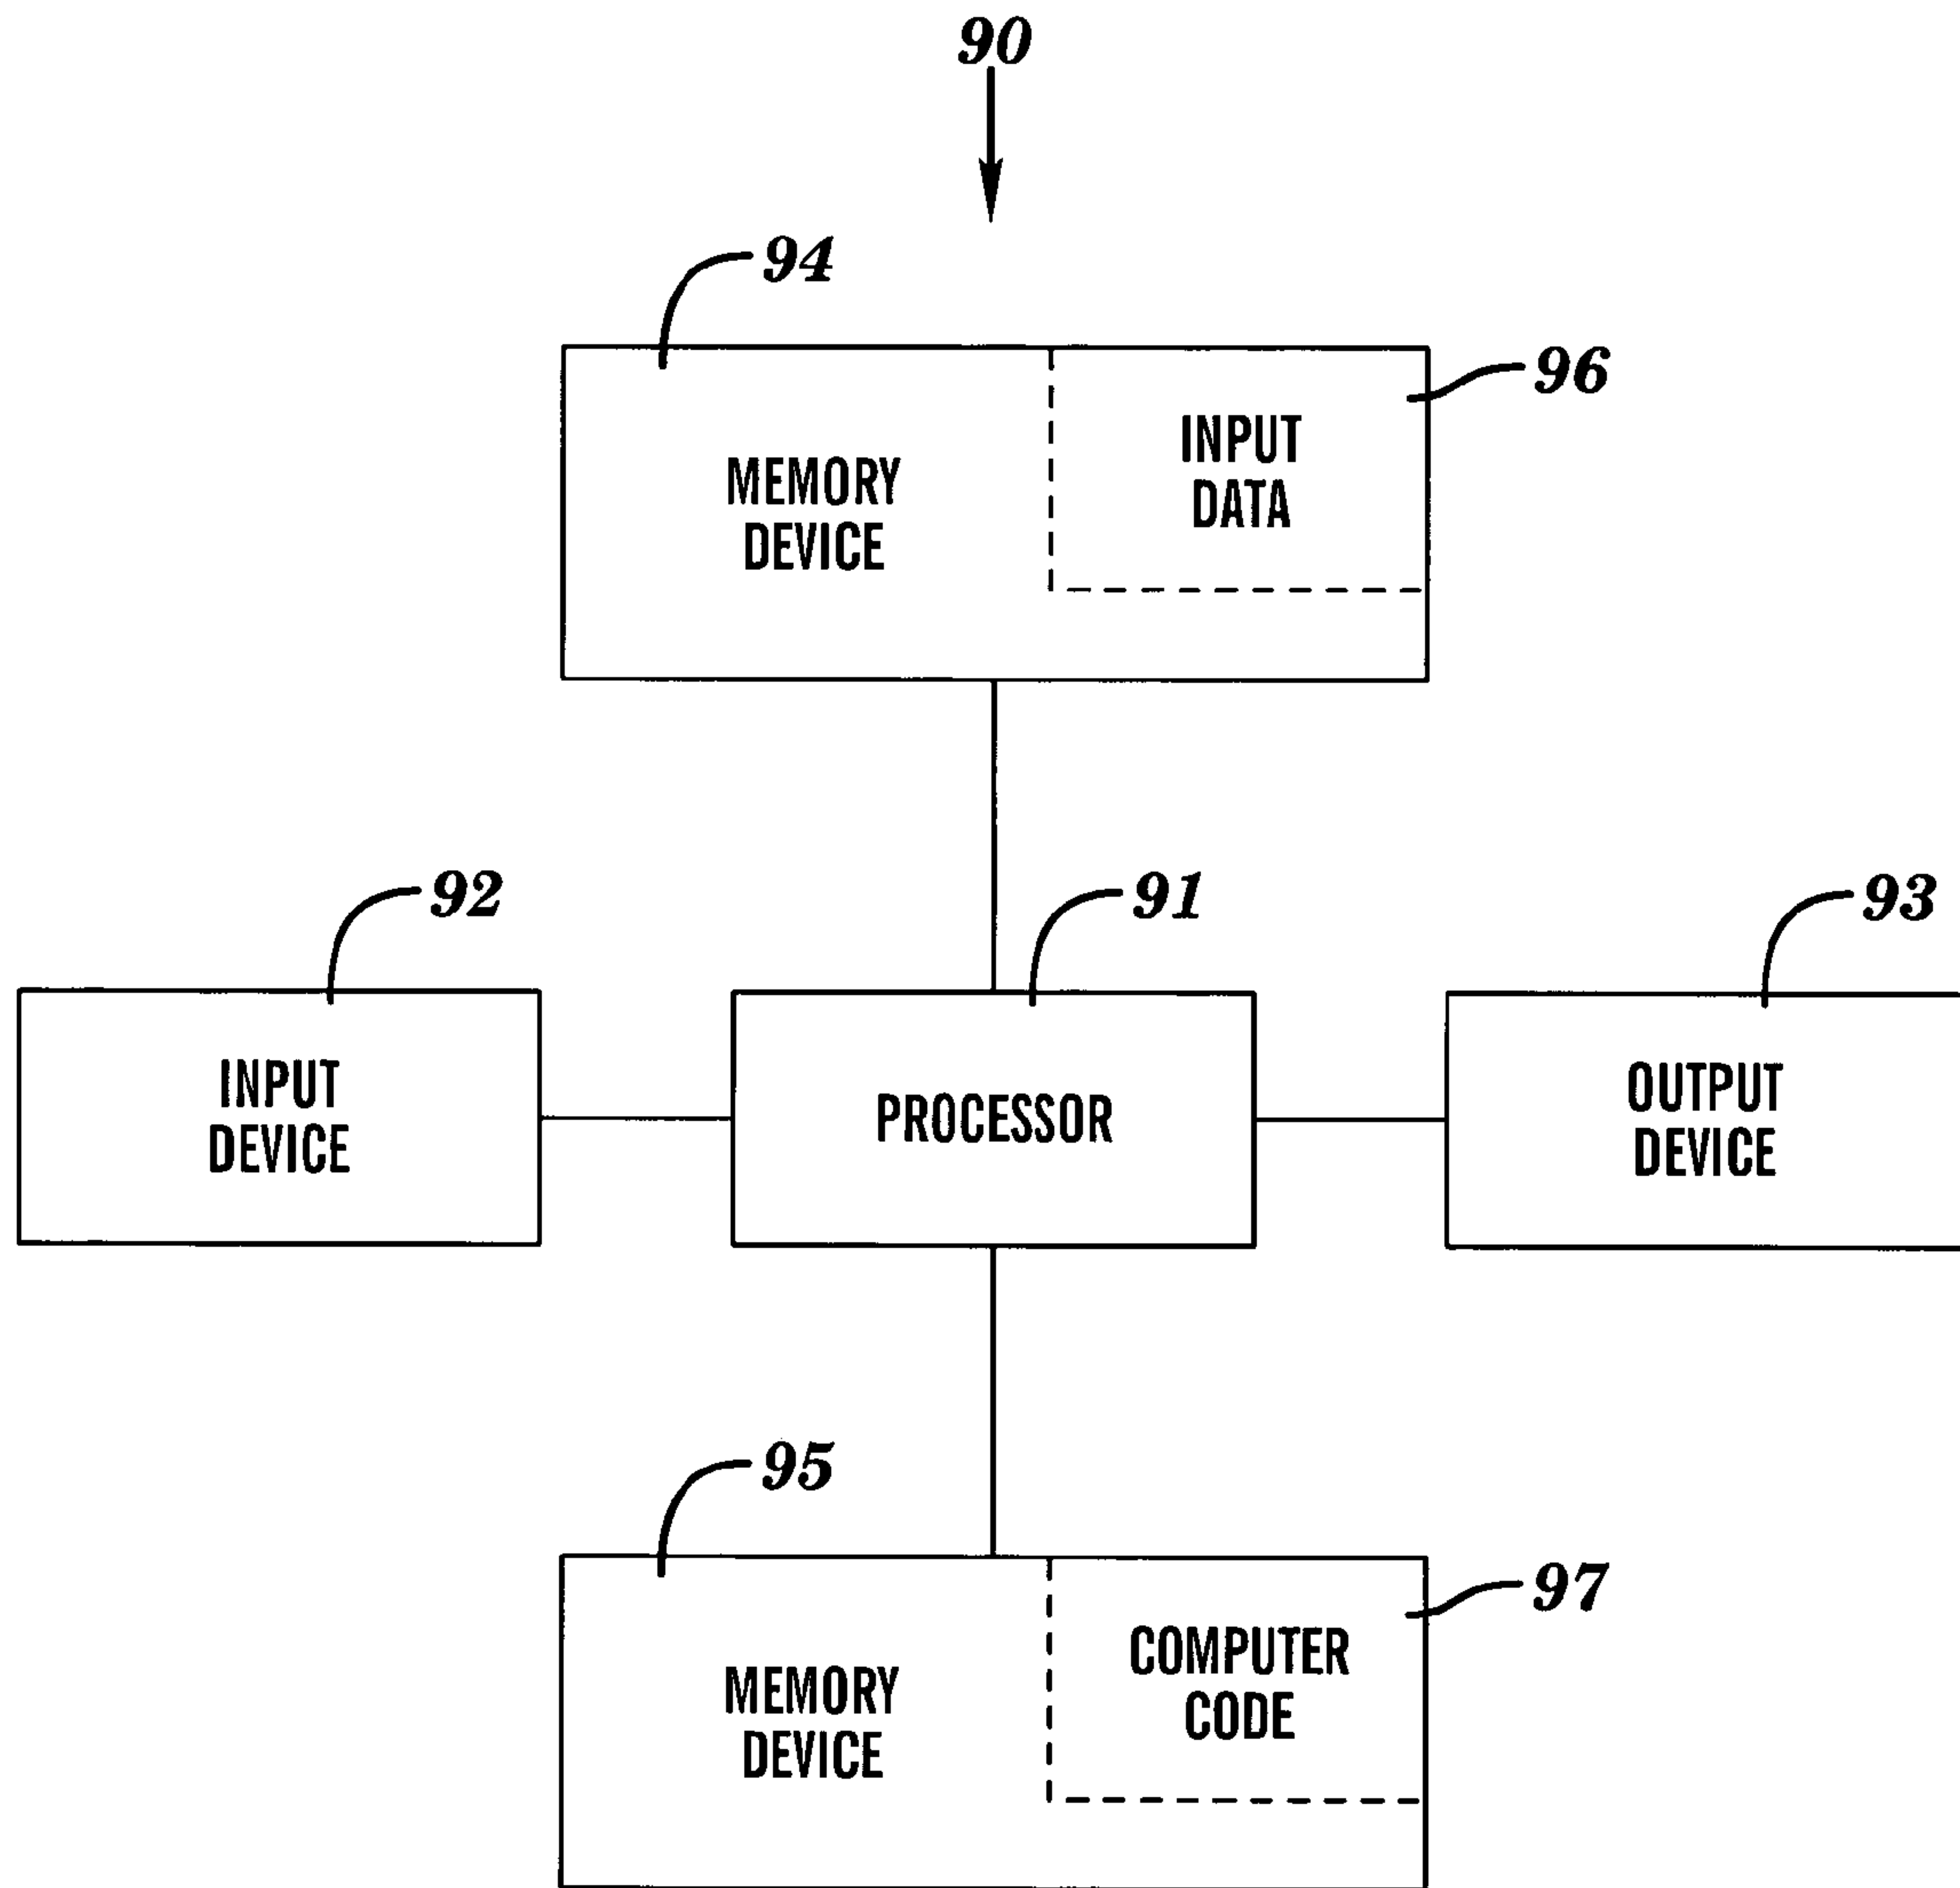 90
94
96
MEMORY
DEVICE
INPUT
DATA
92
91
93
INPUT
DEVICE
PROCESSOR
OUTPUT
DEVICE
95
97
MEMORY
DEVICE
COMPUTER
CODE